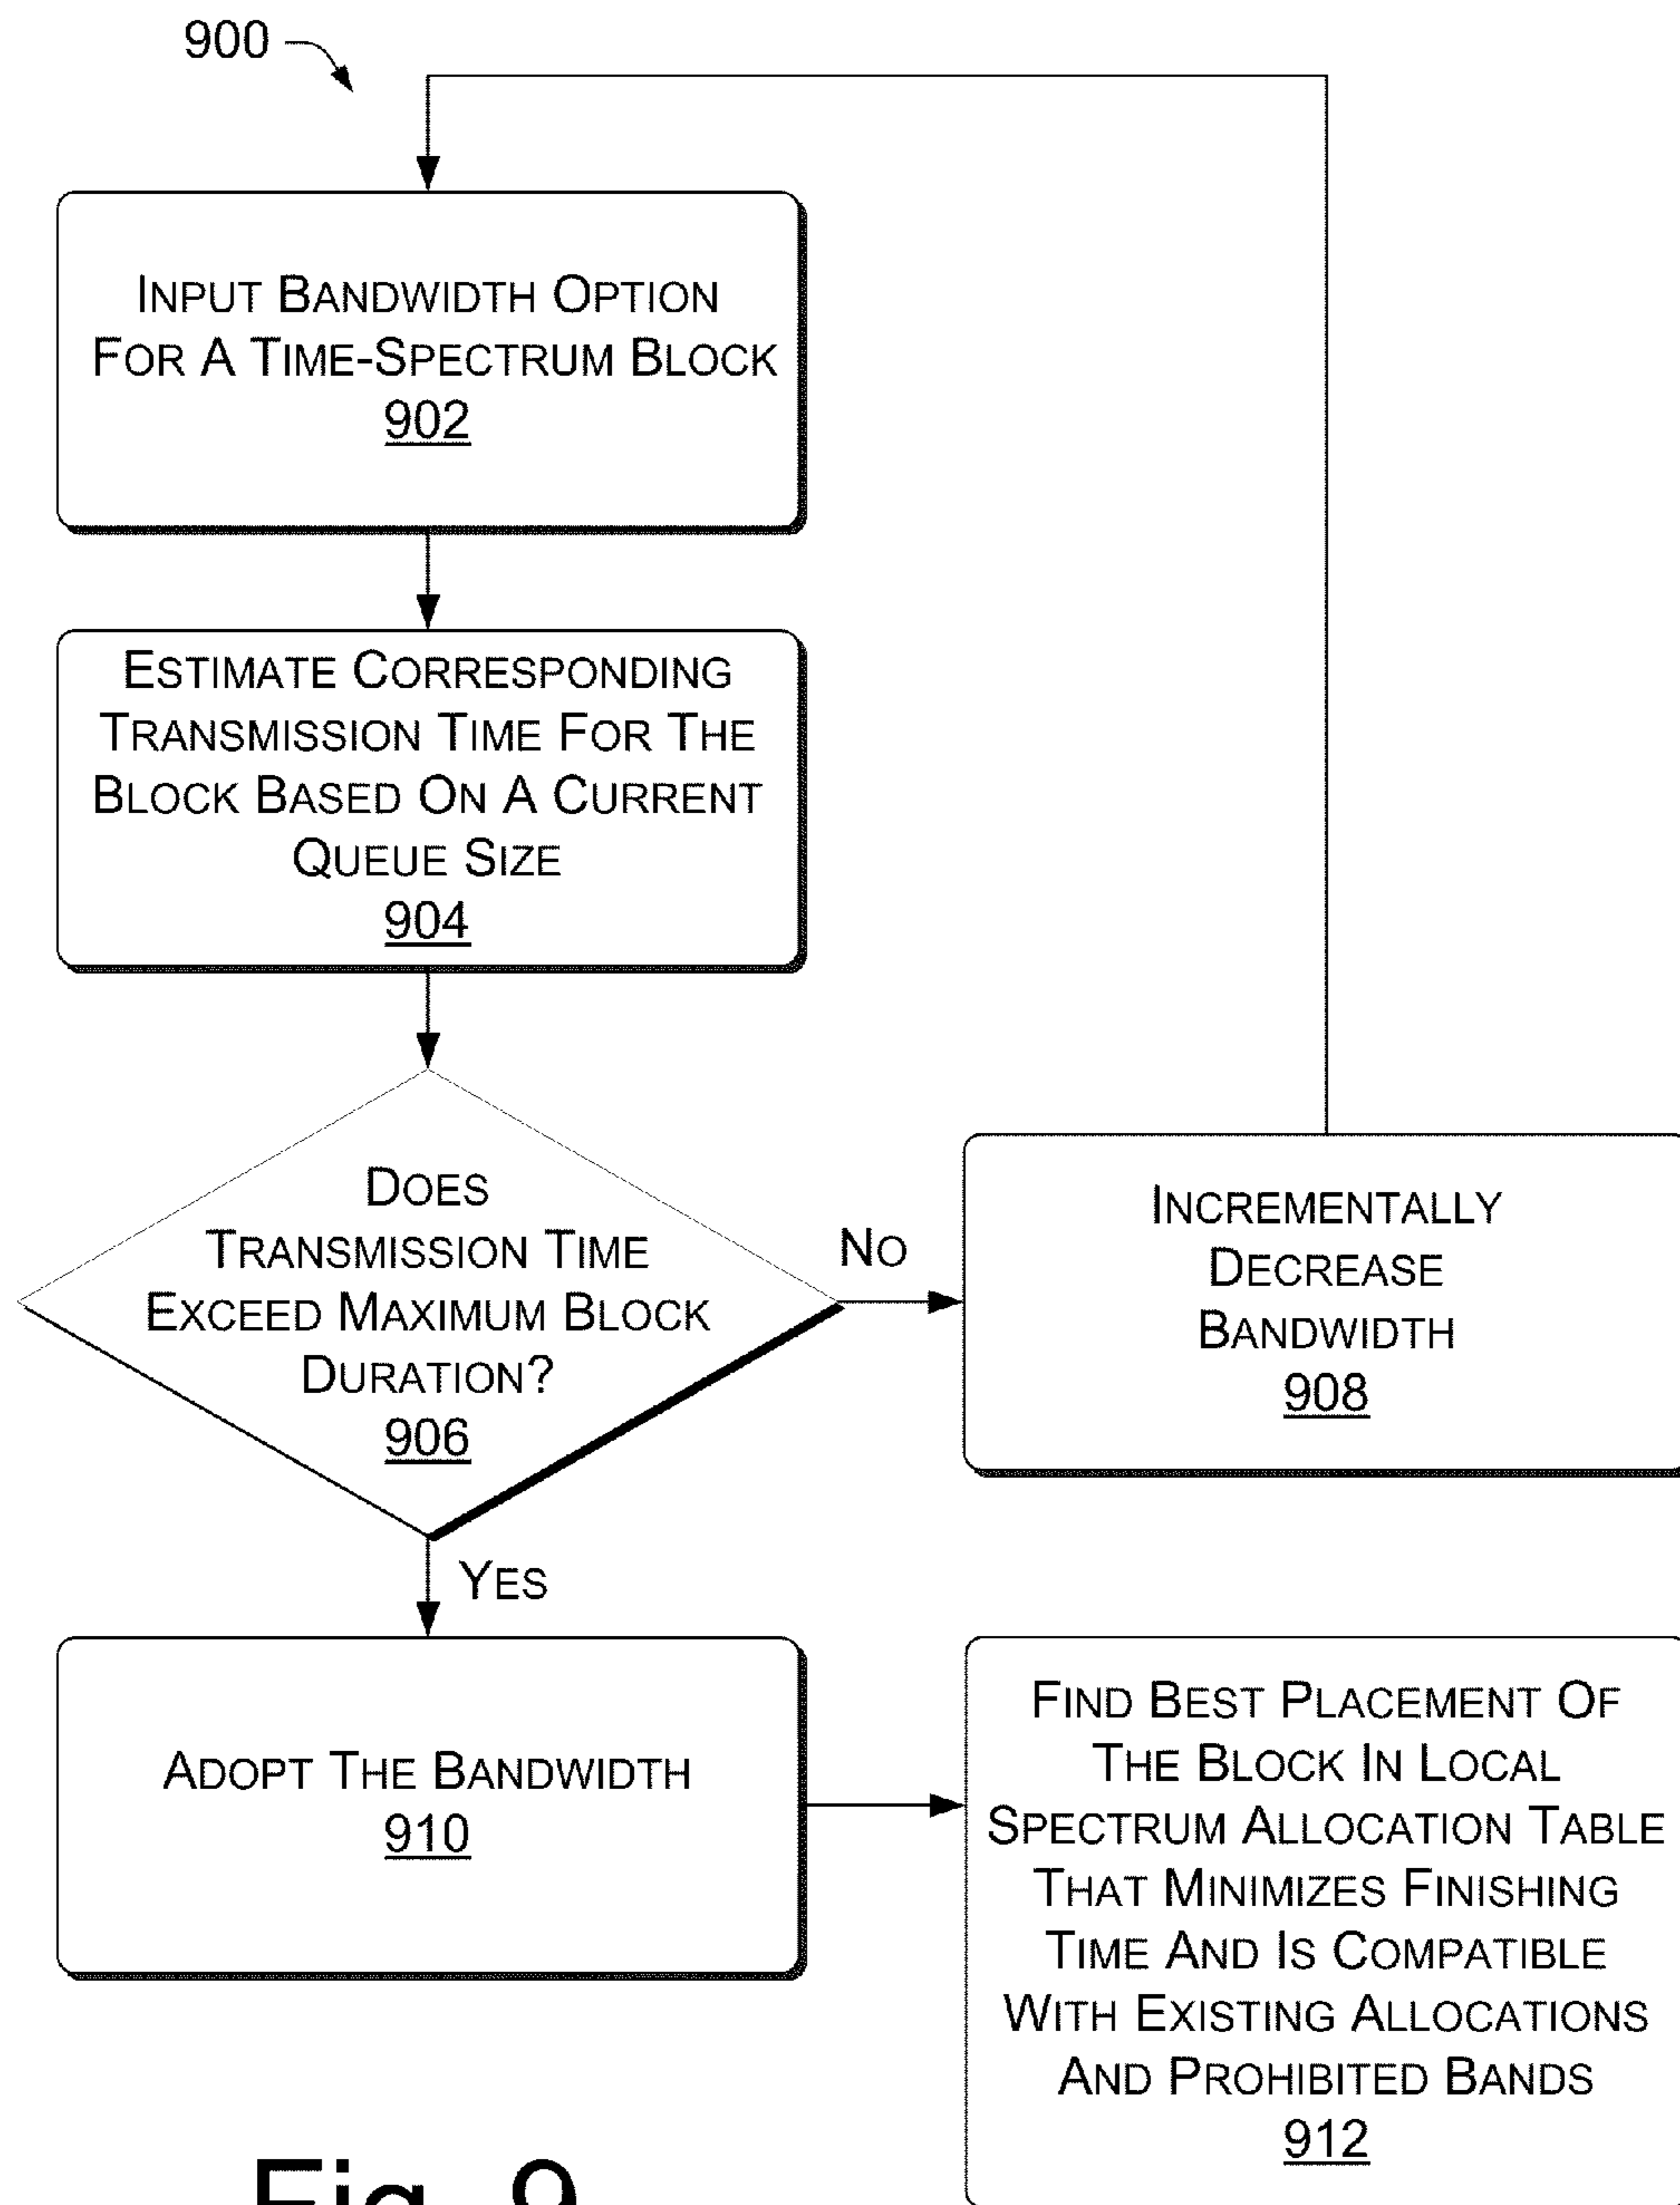 900
INPUT BANDWIDTH OPTION
FOR A TIME-SPECTRUM BLOCK
902
ESTIMATE CORRESPONDING
TRANSMISSION TIME FOR THE
BLOCK BASED ON A CURRENT
QUEUE SIZE
904
DOES
TRANSMISSION TIME
EXCEED MAXIMUM BLOCK
DURATION?
906
NO
INCREMENTALLY
DECREASE
BANDWIDTH
908
YES
ADOPT THE BANDWIDTH
910
FIND BEST PLACEMENT OF
THE BLOCK IN LOCAL
SPECTRUM ALLOCATION TABLE
THAT MINIMIZES FINISHING
TIME AND IS COMPATIBLE
WITH EXISTING ALLOCATIONS
AND PROHIBITED BANDS
912
Fig. 9